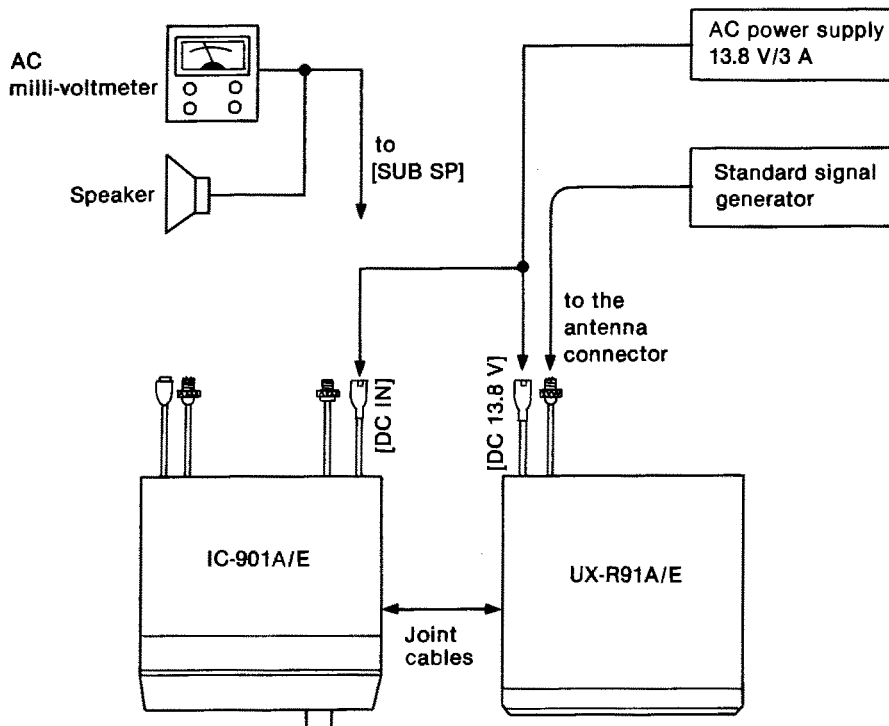 AC
milli-voltmeter
Speaker
to
[SUB SP]
AC power supply
13.8 V/3 A
Standard signal
generator
to the
antenna
connector
[DC IN]
[DC 13.8 V]
IC-901A/E
UX-R91A/E
Joint
cables